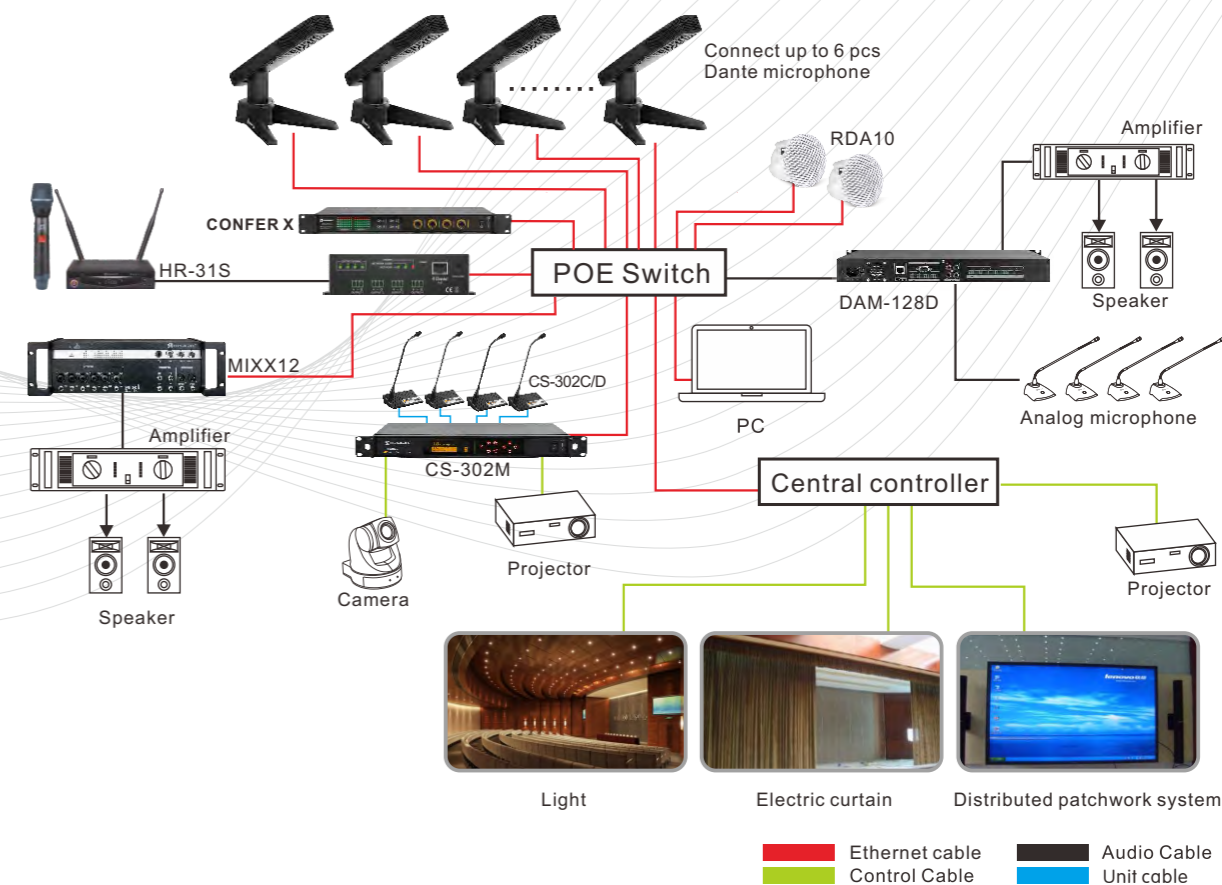 Connect up to 6 pcs
Dante microphone
RDA10
Amplifier
CONFER X
HR-31S
POE Switch
DAM-128D
Speaker
MIXX12
CS-302C/D
PC
Analog microphone
Amplifier
CS-302M
Central controller
Projector
Camera
Projector
Speaker
lenovo
Light
Electric curtain
Distributed patchwork system
Ethernet cable
Audio Cable
Control Cable
Unit cable